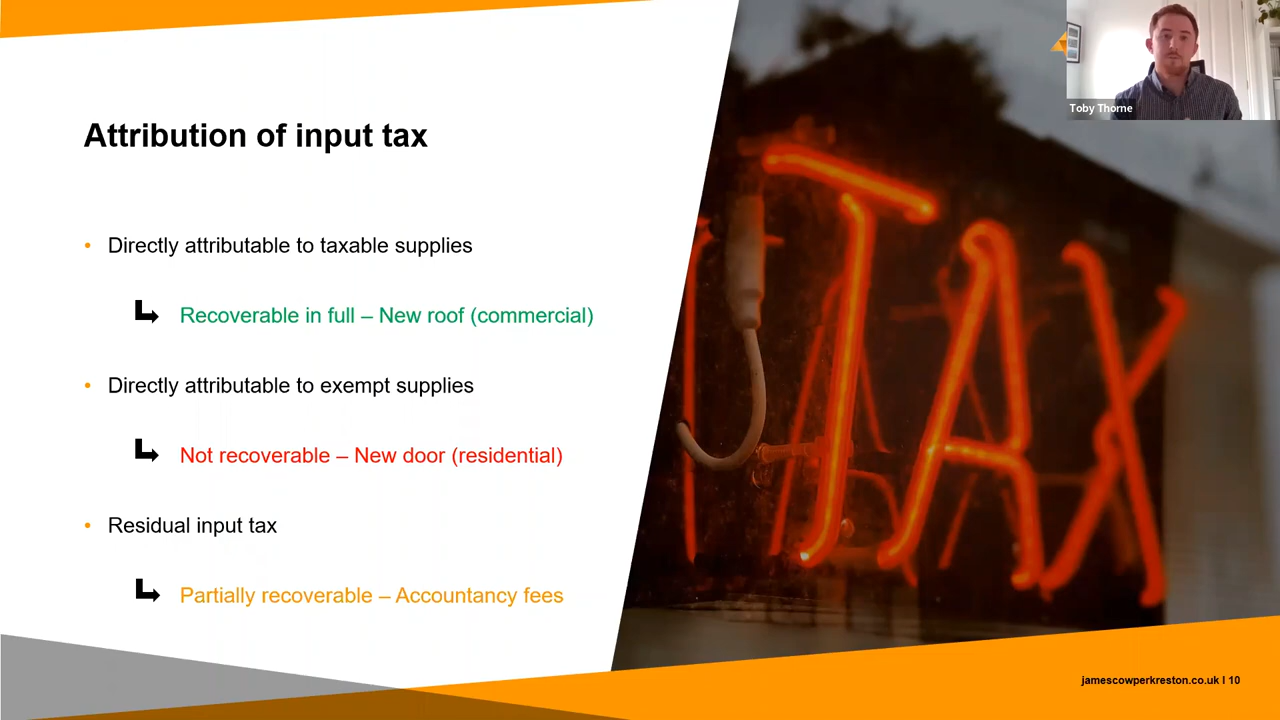 Toby Thorne
Attribution of input tax
• Directly attributable to taxable supplies
Recoverable in full – New roof (commercial)
• Directly attributable to exempt supplies
Not recoverable – New door (residential)
• Residual input tax
Partially recoverable – Accountancy fees
TAX
jamescowperkreston.co.uk I 10